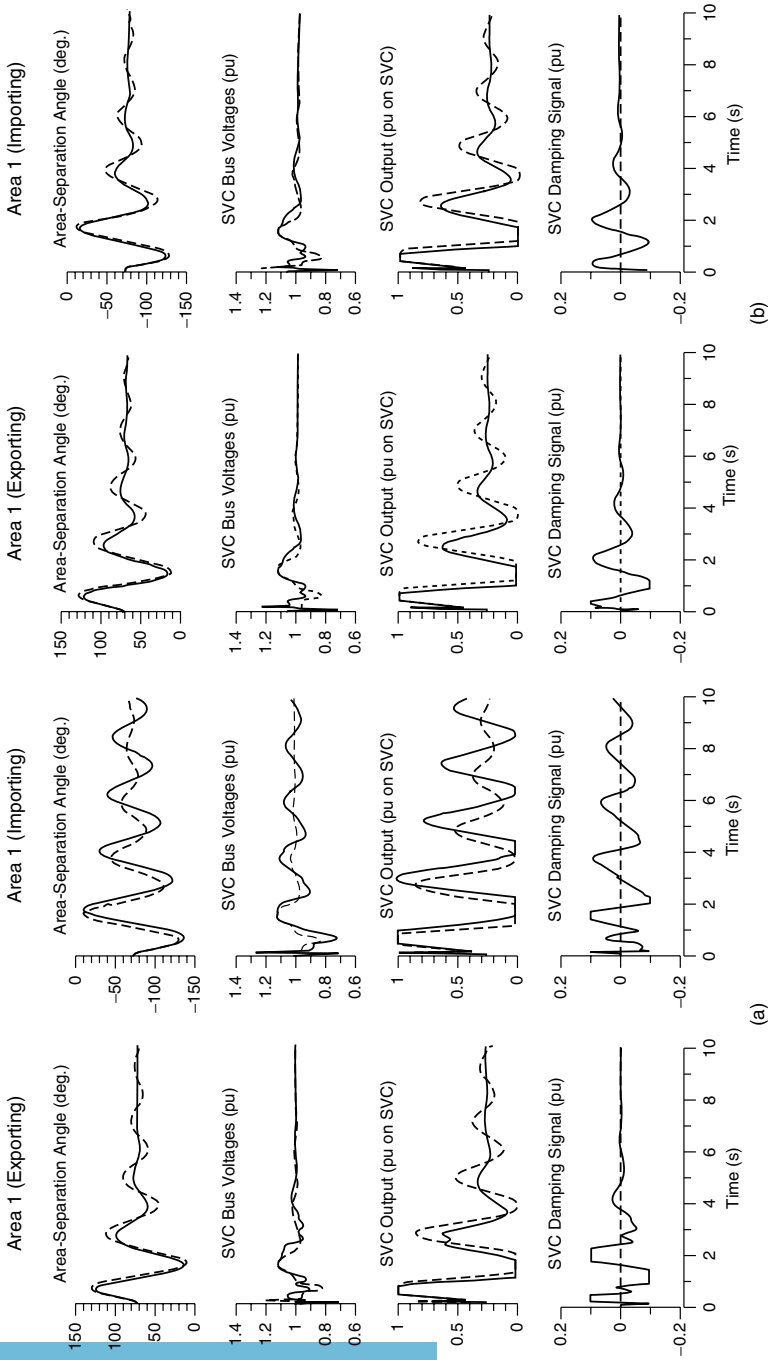 Area 1 (Exporting)
Area-Separation Angle (deg.)
150
100
50
0
SVC Bus Voltages (pu)
1.4
1.2
1
0.8
0.6
SVC Output (pu on SVC)
1
0.5
0
SVC Damping Signal (pu)
0.2
0
−0.2
0 2 4 6 8 10
Time (s)
Area 1 (Importing)
Area-Separation Angle (deg.)
0
−50
−100
−150
SVC Bus Voltages (pu)
1.4
1.2
1
0.8
0.6
SVC Output (pu on SVC)
1
0.5
0
SVC Damping Signal (pu)
0.2
0
−0.2
0 2 4 6 8 10
Time (s)
(a)
Area 1 (Exporting)
Area-Separation Angle (deg.)
150
100
50
0
SVC Bus Voltages (pu)
1.4
1.2
1
0.8
0.6
SVC Output (pu on SVC)
1
0.5
0
SVC Damping Signal (pu)
0.2
0
−0.2
0 2 4 6 8 10
Time (s)
Area 1 (Importing)
Area-Separation Angle (deg.)
0
−50
−100
−150
SVC Bus Voltages (pu)
1.4
1.2
1
0.8
0.6
SVC Output (pu on SVC)
1
0.5
0
SVC Damping Signal (pu)
0.2
0
−0.2
0 2 4 6 8 10
Time (s)
(b)